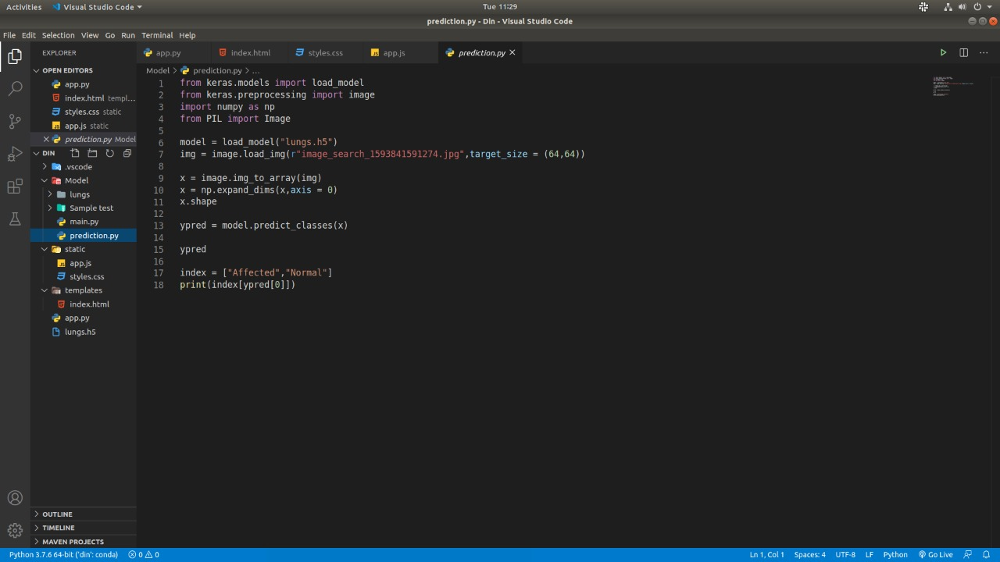 Activities Visual Studio Code Tue 11:29
prediction.py - Din - Visual Studio Code
File Edit Selection View Go Run Terminal Help
EXPLORER
OPEN EDITORS
app.py
index.html templ...
styles.css static
app.js static
prediction.py Model
DIN
.vscode
Model
lungs
Sample test
main.py
prediction.py
static
app.js
styles.css
templates
index.html
app.py
lungs.h5
OUTLINE
TIMELINE
MAVEN PROJECTS
app.py index.html styles.css app.js prediction.py
Model > prediction.py > ...
1 from keras.models import load_model
2 from keras.preprocessing import image
3 import numpy as np
4 from PIL import Image
5
6 model = load_model("lungs.h5")
7 img = image.load_img(r"image_search_1593841591274.jpg",target_size = (64,64))
8
9 x = image.img_to_array(img)
10 x = np.expand_dims(x,axis = 0)
11 x.shape
12
13 ypred = model.predict_classes(x)
14
15 ypred
16
17 index = ["Affected","Normal"]
18 print(index[ypred[0]])
Python 3.7.6 64-bit ('din': conda) 0 0 Ln 1, Col 1 Spaces: 4 UTF-8 LF Python Go Live